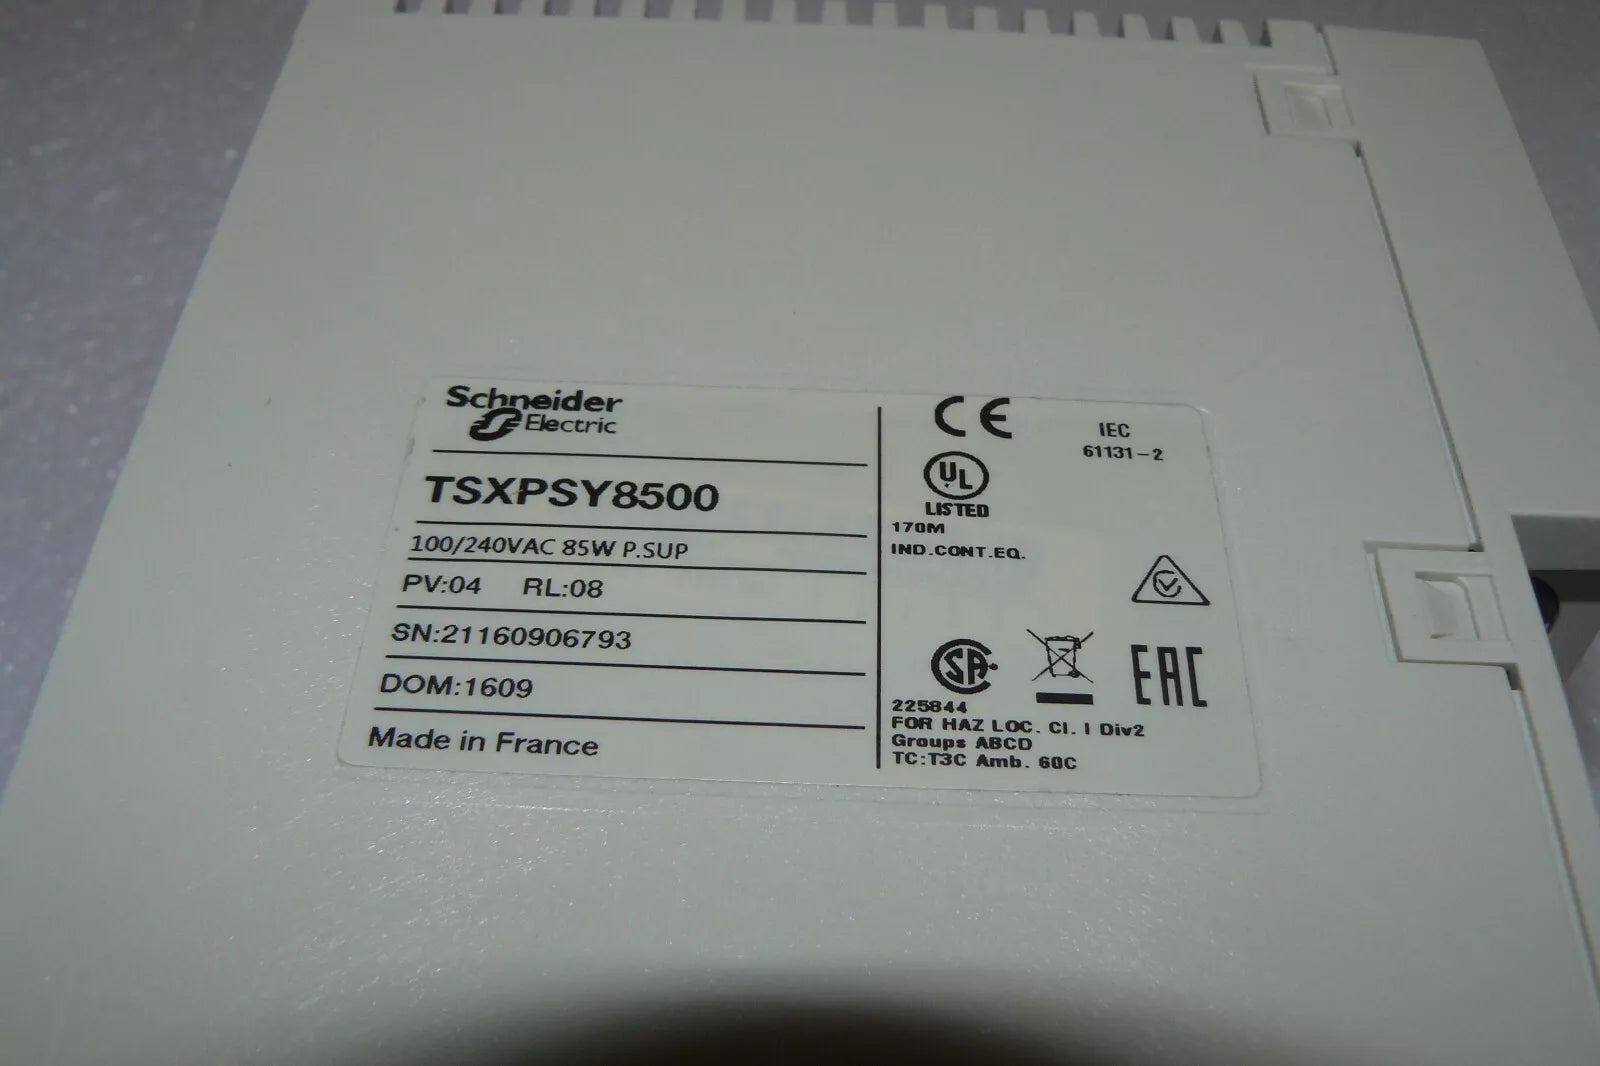 Schneider
Electric
TSXPSY8500
100/240VAC 85W P.SUP
PV:04 RL:08
SN:21160906793
DOM:1609
Made in France
CE
IEC
61131-2
UL
LISTED
170M
IND.CONT.EQ.
SA
EAC
225844
FOR HAZ LOC. Cl. I Div2
Groups ABCD
TC:T3C Amb. 60C